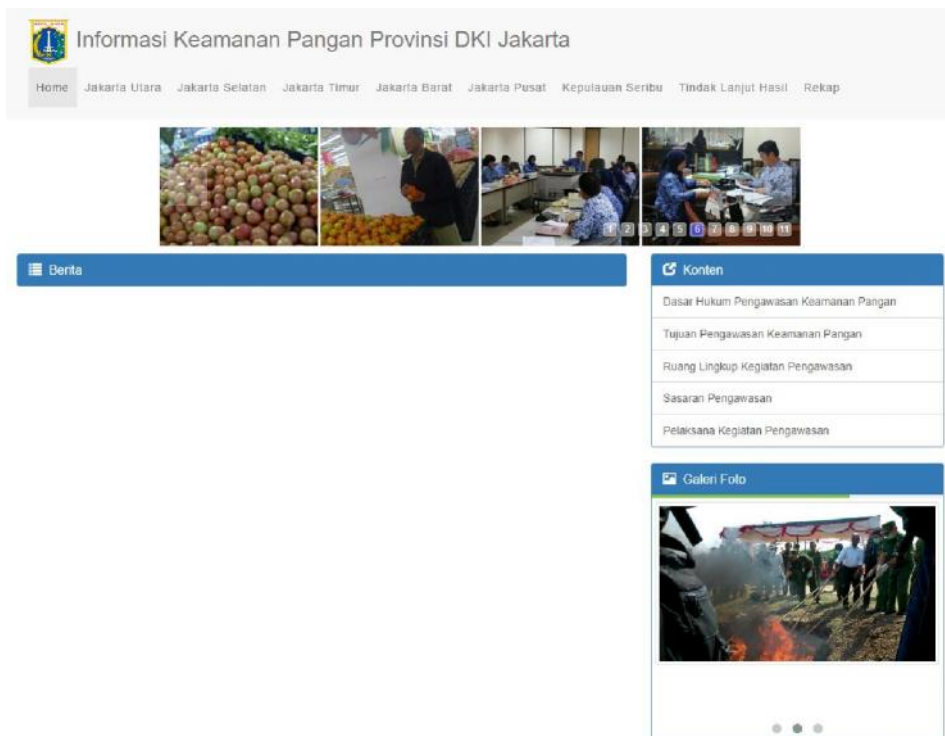 Informasi Keamanan Pangan Provinsi DKI Jakarta
Home Jakarta Utara Jakarta Selatan Jakarta Timur Jakarta Barat Jakarta Pusat Kepulauan Seribu Tindak Lanjut Hasil Rekap
1 2 3 4 5 6 7 8 9 10 11
Berita
Konten
Dasar Hukum Pengawasan Keamanan Pangan
Tujuan Pengawasan Keamanan Pangan
Ruang Lingkup Kegiatan Pengawasan
Sasaran Pengawasan
Pelaksana Kegiatan Pengawasan
Galeri Foto